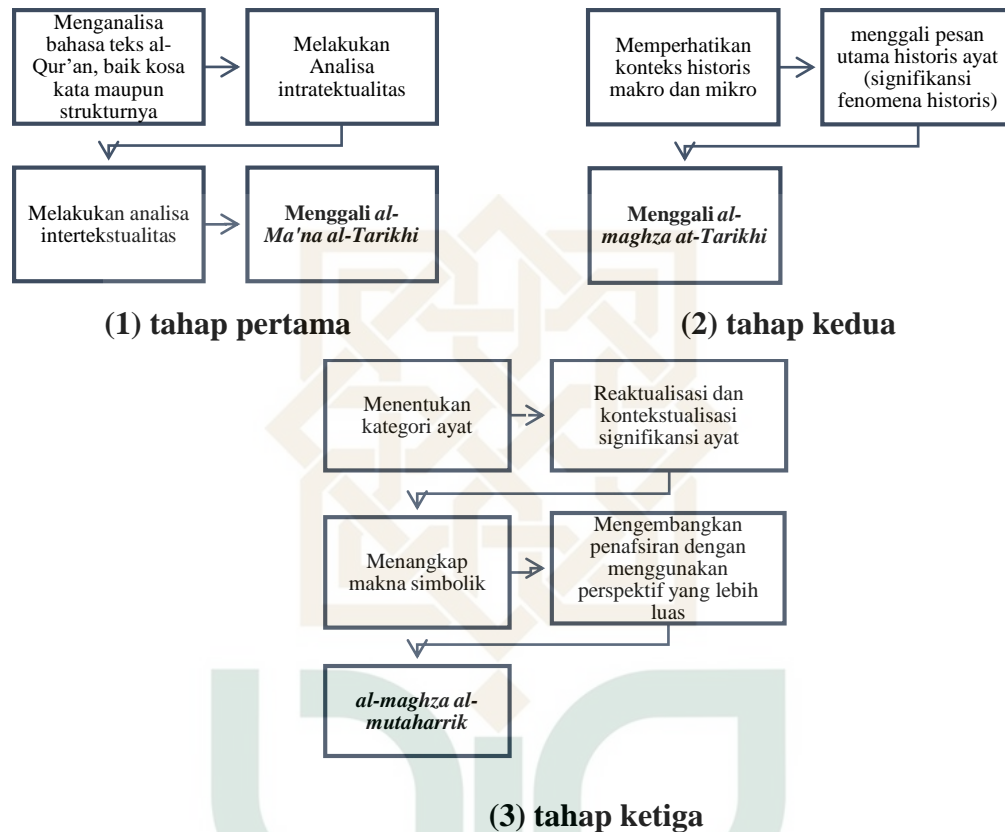 Menganalisa
bahasa teks al-
Qur'an, baik kosa
kata maupun
strukturnya
Melakukan
Analisa
intratektualitas
Melakukan analisa
intertekstualitas
Menggali al-
Ma'na al-Tarikhi
(1) tahap pertama
Memperhatikan
konteks historis
makro dan mikro
menggali pesan
utama historis ayat
(signifikansi
fenomena historis)
Menggali al-
maghza at-Tarikhi
(2) tahap kedua
Menentukan
kategori ayat
Reaktualisasi dan
kontekstualisasi
signifikansi ayat
Menangkap
makna simbolik
Mengembangkan
penafsiran dengan
menggunakan
perspektif yang lebih
luas
al-maghza al-
mutaharrik
(3) tahap ketiga